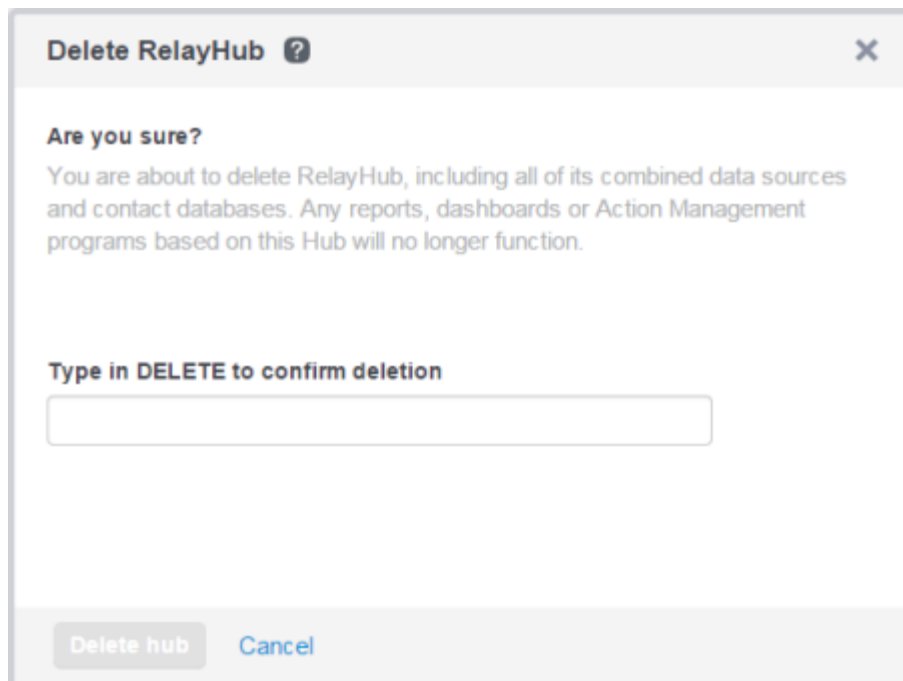 Delete RelayHub ?
Are you sure?
You are about to delete RelayHub, including all of its combined data sources
and contact databases. Any reports, dashboards or Action Management
programs based on this Hub will no longer function.
Type in DELETE to confirm deletion
Delete hub Cancel